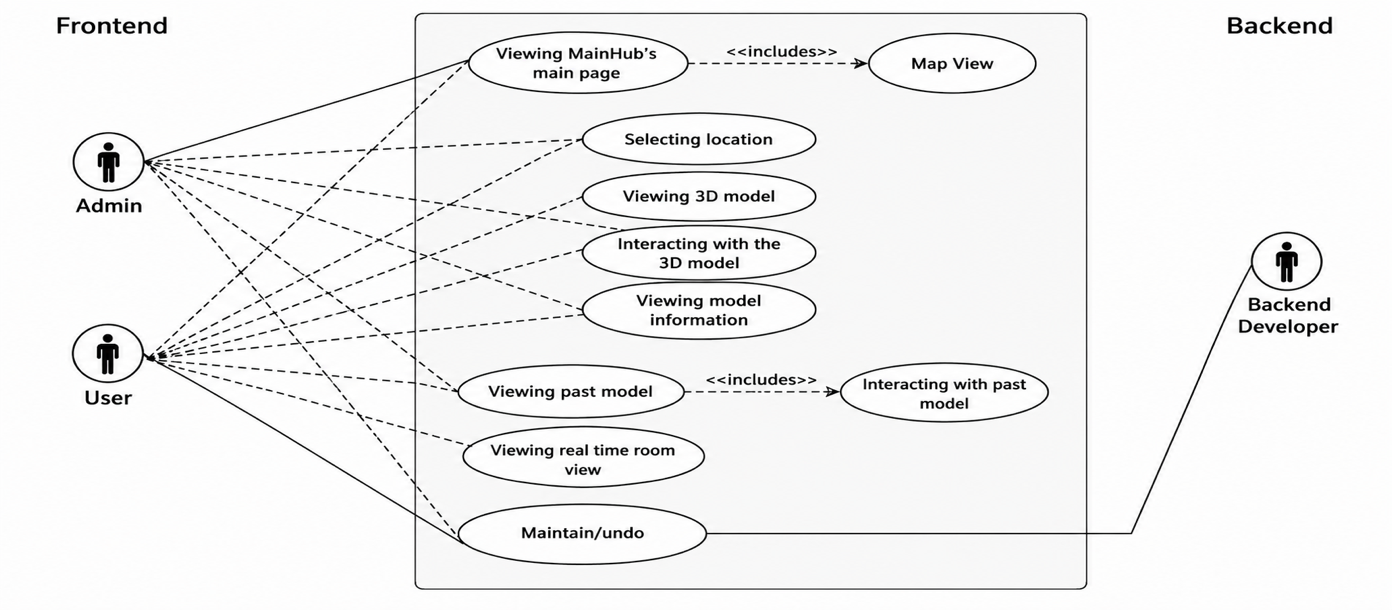 Frontend
Backend
Viewing MainHub's
main page
<<includes>>
Map View
Selecting location
Admin
Viewing 3D model
Interacting with the
3D model
Viewing model
information
Backend
Developer
User
Viewing past model
<<includes>>
Interacting with past
model
Viewing real time room
view
Maintain/undo